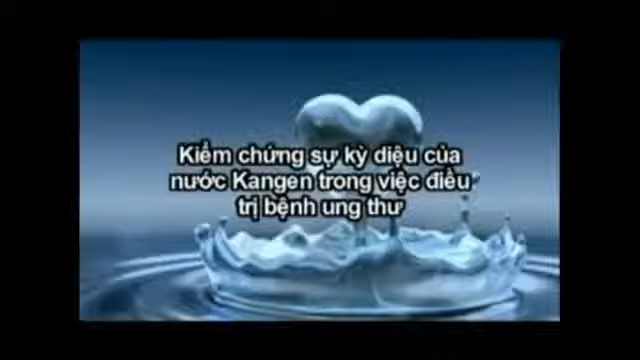 Kiểm chứng sự kỳ diệu của
nước Kangen trong việc điều
trị bệnh ung thư